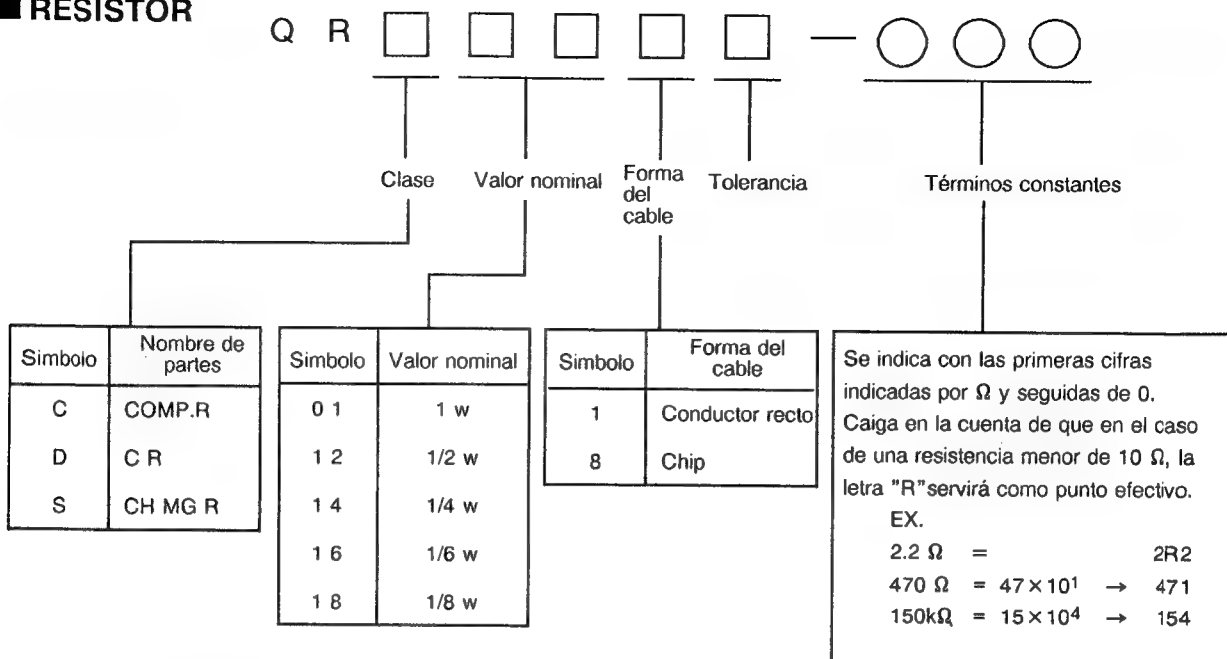 RESISTOR
Q R —
Clase
Valor nominal
Forma
del
cable
Tolerancia
Términos constantes
Simbolo Nombre de partes
C COMP.R
D C R
S CH MG R
Simbolo Valor nominal
0 1 1 w
1 2 1/2 w
1 4 1/4 w
1 6 1/6 w
1 8 1/8 w
Simbolo Forma del cable
1 Conductor recto
8 Chip
Se indica con las primeras cifras
indicadas por Ω y seguidas de 0.
Caiga en la cuenta de que en el caso
de una resistencia menor de 10 Ω, la
letra "R"servirá como punto efectivo.
EX.
2.2 Ω = 2R2
470 Ω = 47×10¹ → 471
150kΩ = 15×10⁴ → 154